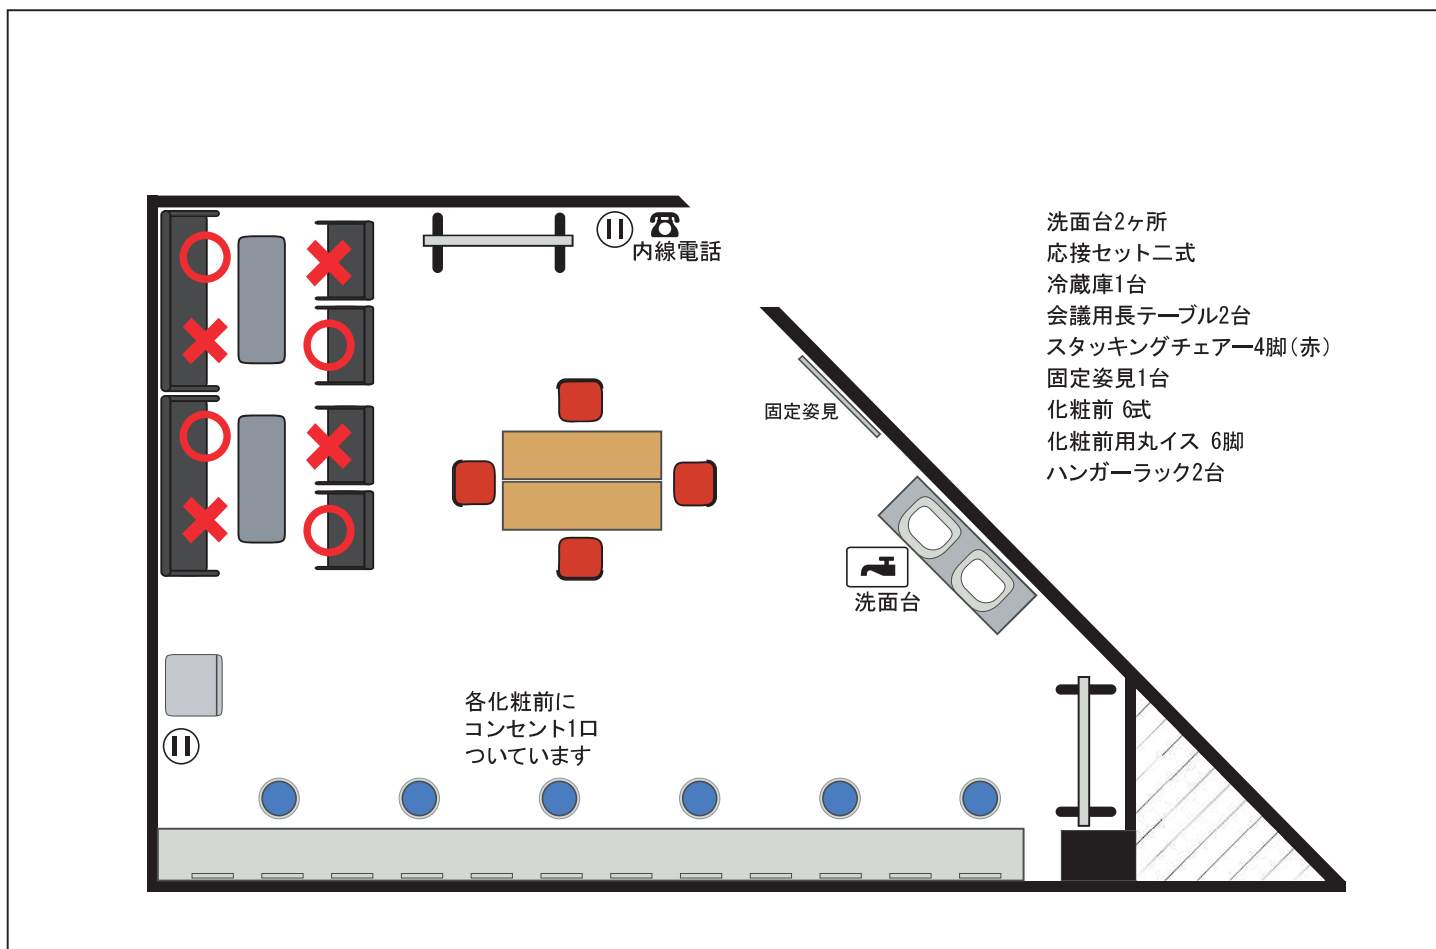 内線電話
洗面台2ヶ所
応接セット二式
冷蔵庫1台
会議用長テーブル2台
スタッキングチェアー4脚(赤)
固定姿見1台
化粧前 6式
化粧前用丸イス 6脚
ハンガーラック2台
固定姿見
洗面台
各化粧前に
コンセント1口
ついています